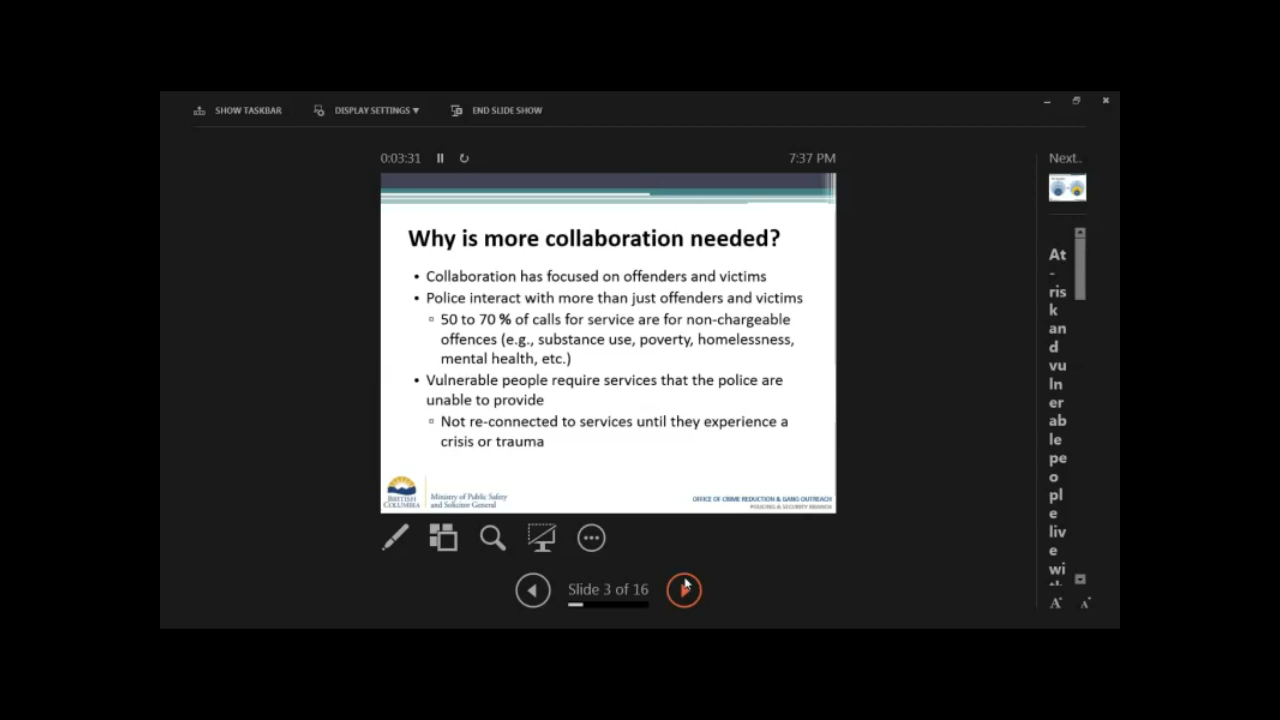 SHOW TASKBAR
DISPLAY SETTINGS ▼
END SLIDE SHOW
0:03:31
7:37 PM
Next..
Why is more collaboration needed?
• Collaboration has focused on offenders and victims
• Police interact with more than just offenders and victims
▫ 50 to 70 % of calls for service are for non-chargeable
offences (e.g., substance use, poverty, homelessness,
mental health, etc.)
• Vulnerable people require services that the police are
unable to provide
▫ Not re-connected to services until they experience a
crisis or trauma
BRITISH
COLUMBIA
Ministry of Public Safety
and Solicitor General
OFFICE OF CRIME REDUCTION & GANG OUTREACH
POLICING & SECURITY BRANCH
Slide 3 of 16
At
-
ris
k
an
d
vu
ln
er
ab
le
pe
o
pl
e
liv
e
wi
A
A